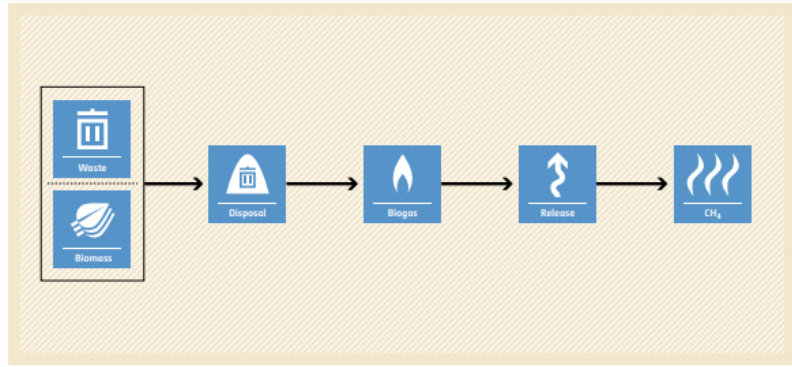 Waste
Biomass
Disposal
Biogas
Release
CH₄